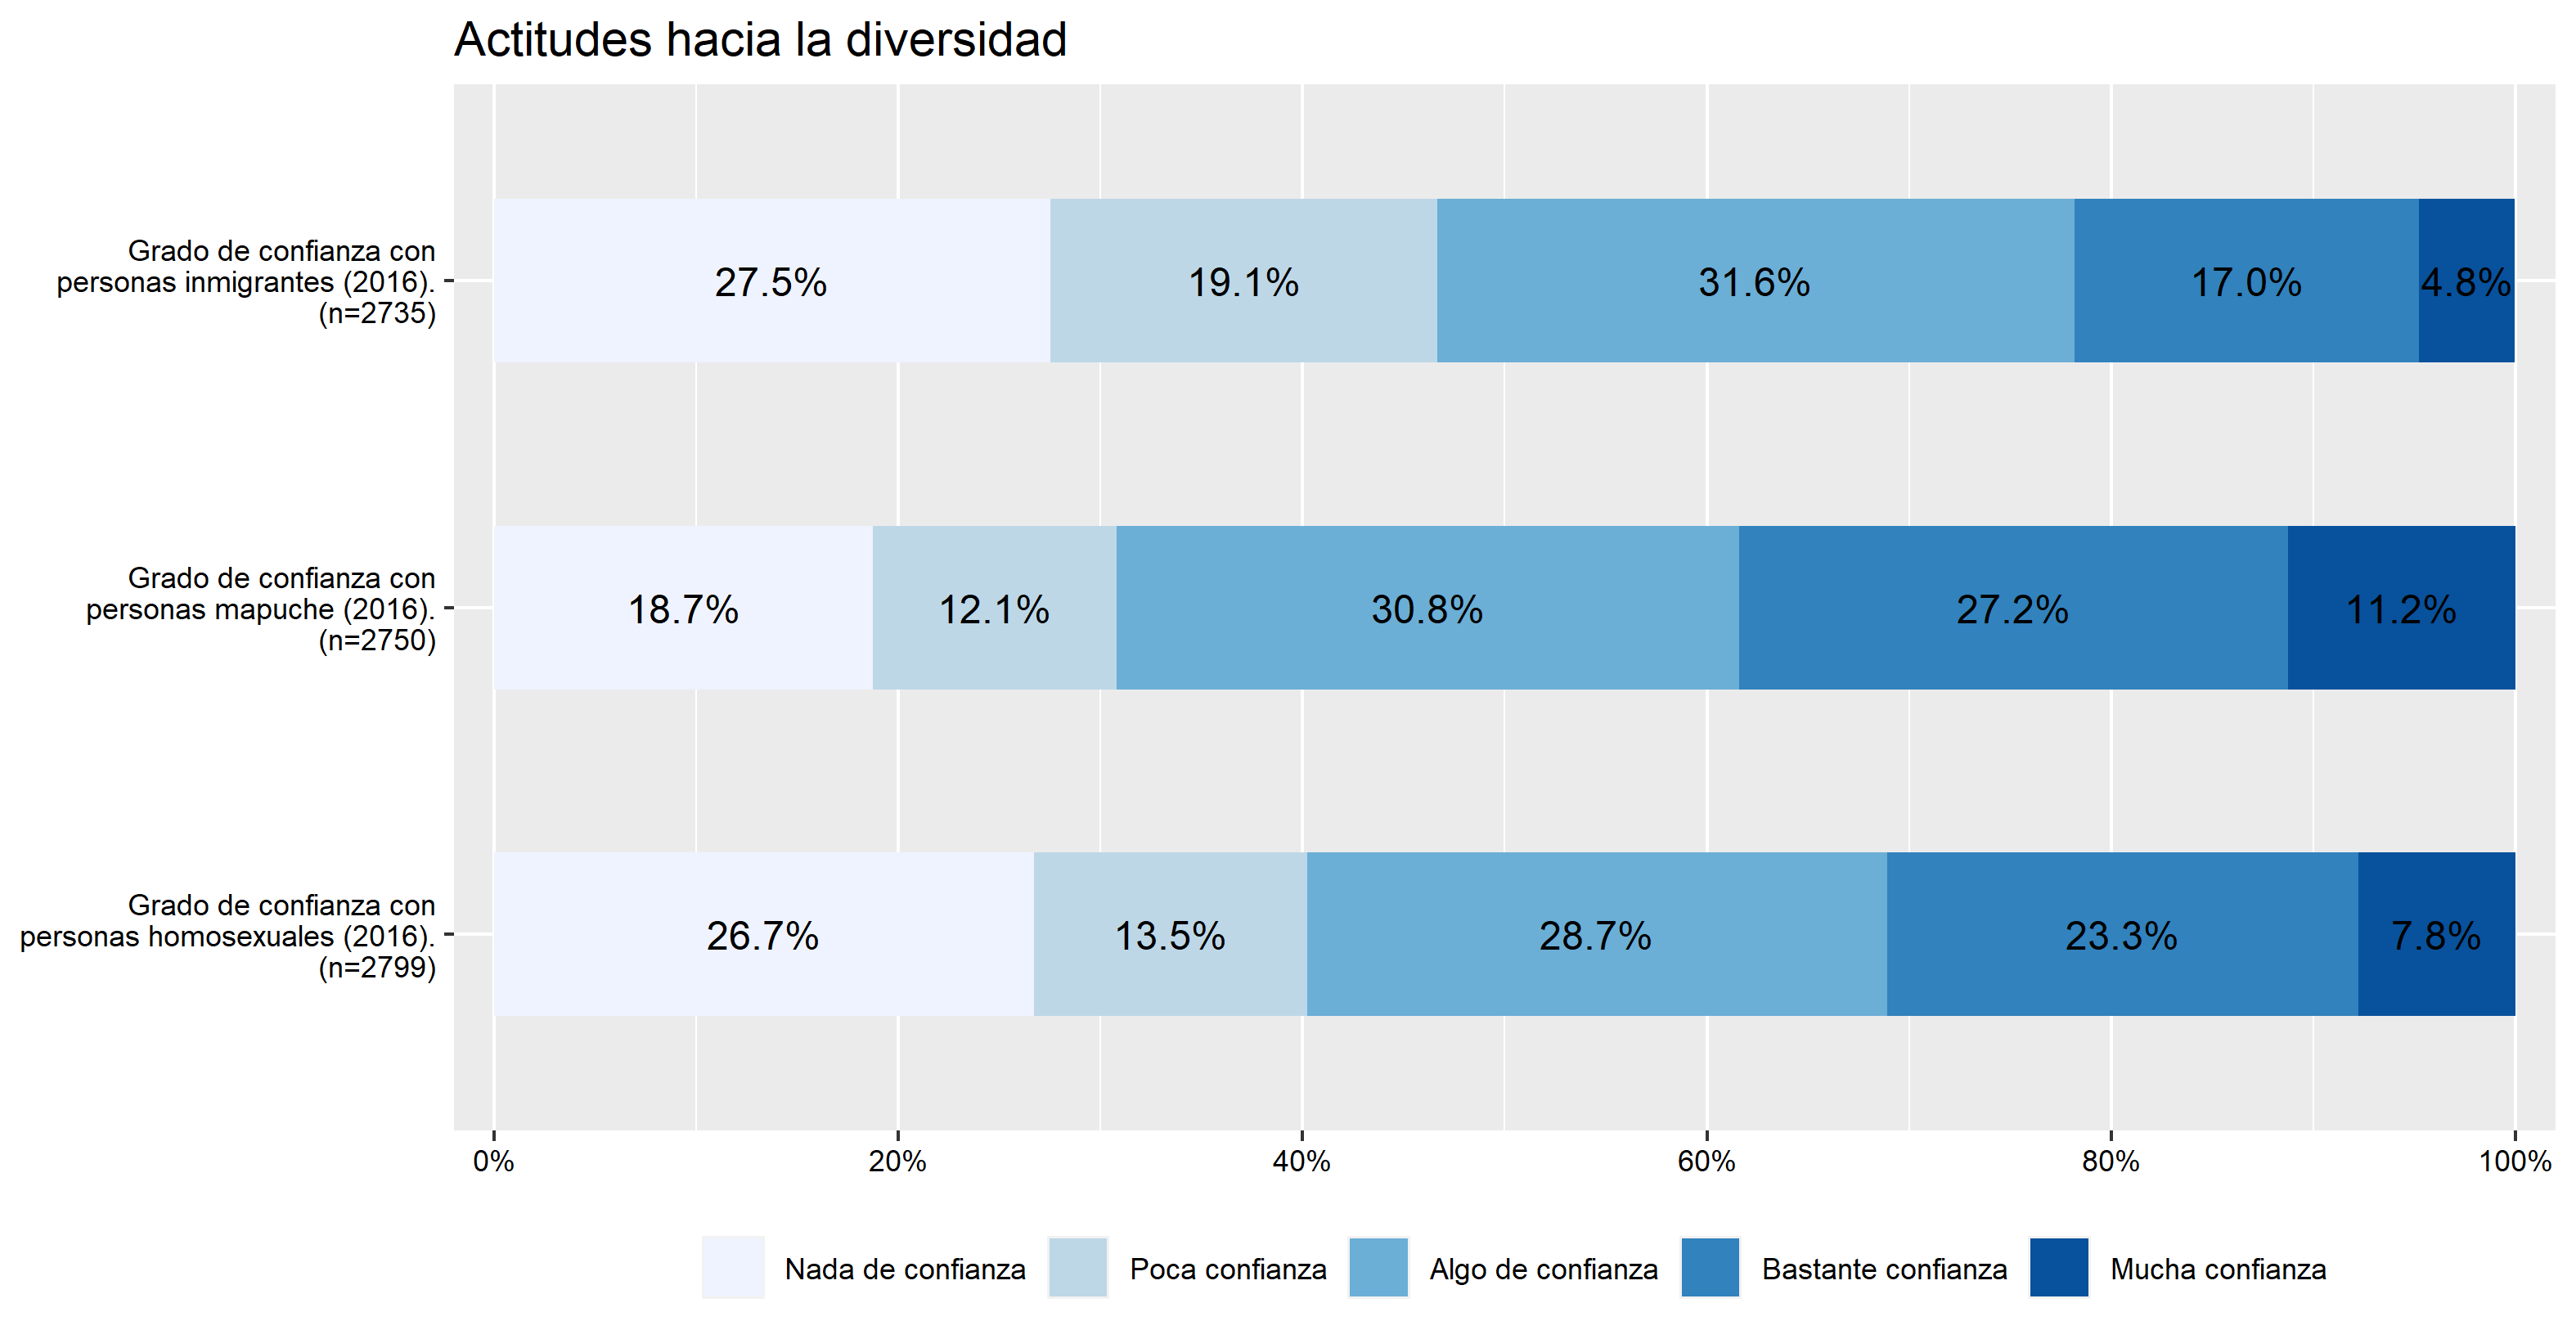 Actitudes hacia la diversidad
Grado de confianza con
personas inmigrantes (2016).
(n=2735)
27.5%
19.1%
31.6%
17.0%
4.8%
Grado de confianza con
personas mapuche (2016).
(n=2750)
18.7%
12.1%
30.8%
27.2%
11.2%
Grado de confianza con
personas homosexuales (2016).
(n=2799)
26.7%
13.5%
28.7%
23.3%
7.8%
0%
20%
40%
60%
80%
100%
Nada de confianza
Poca confianza
Algo de confianza
Bastante confianza
Mucha confianza